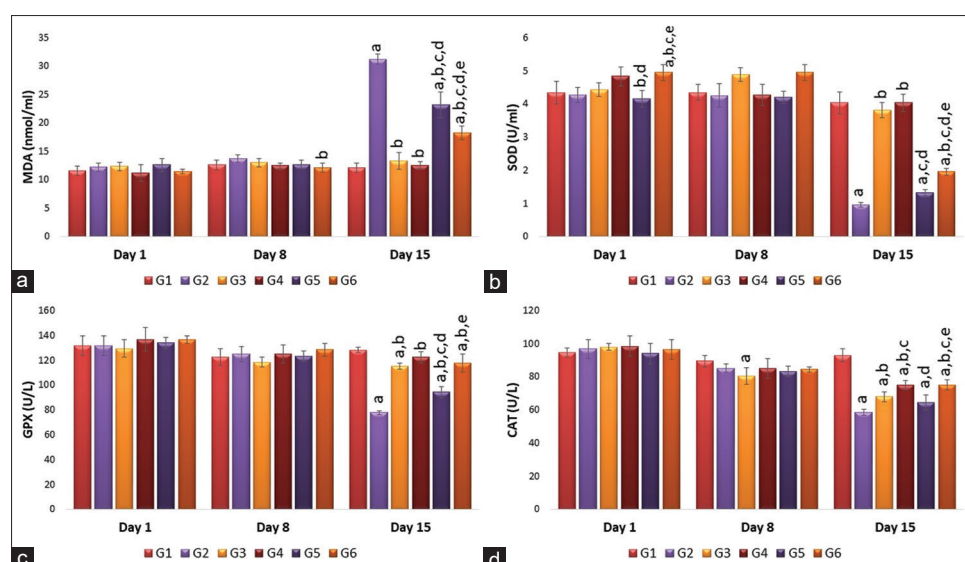 35
30
25
20
15
10
5
0
MDA (nmol/ml)
a
b
b
b
a,b,c,d
a,b,c,d,e
Day 1 Day 8 Day 15
a
G1 G2 G3 G4 G5 G6
6
5
4
3
2
1
0
SOD (U/ml)
b,d
a,b,c,e
a
b
b
a,c,d
a,b,c,d,e
Day 1 Day 8 Day 15
b
G1 G2 G3 G4 G5 G6
160
140
120
100
80
60
40
20
0
GPX (U/L)
a
a,b
b
a,b,c,d
a,b,e
Day 1 Day 8 Day 15
c
G1 G2 G3 G4 G5 G6
120
100
80
60
40
20
0
CAT (U/L)
a
a
a,b
a,b,c
a,d
a,b,c,e
Day 1 Day 8 Day 15
d
G1 G2 G3 G4 G5 G6